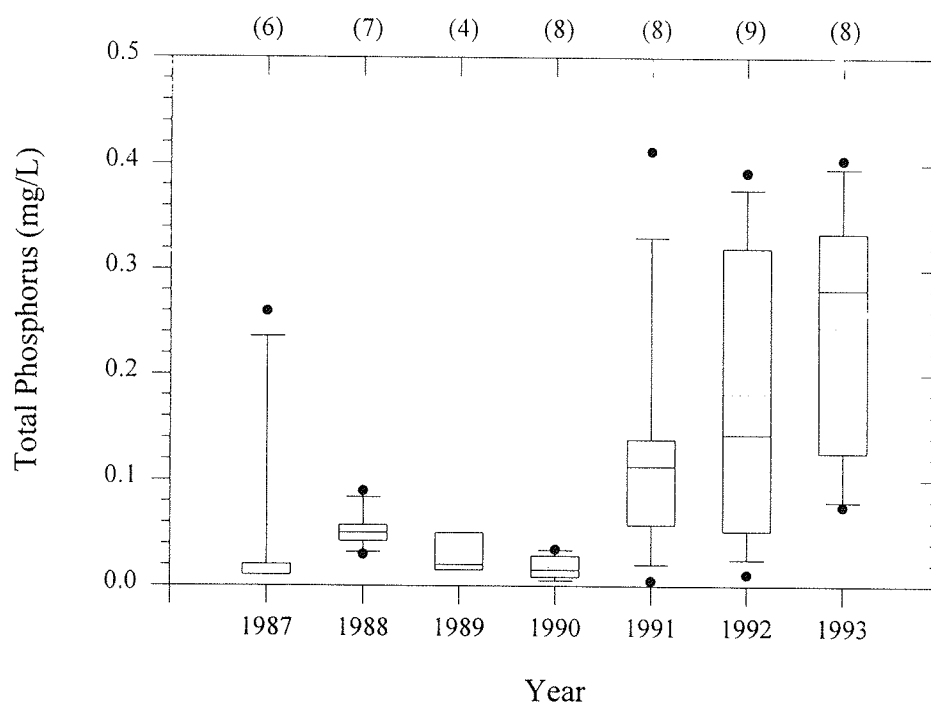 (6) (7) (4) (8) (8) (9) (8)
0.5
0.4
0.3
0.2
0.1
0.0
Total Phosphorus (mg/L)
1987 1988 1989 1990 1991 1992 1993
Year